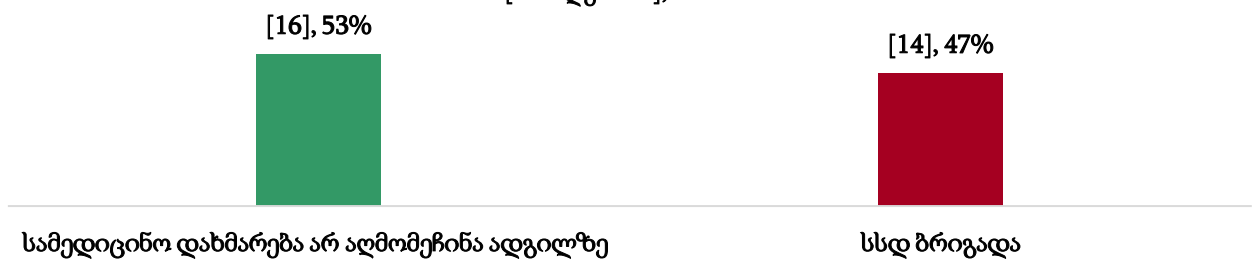 [16], 53%
[14], 47%
სამედიცინო დახმარება არ აღმომეჩინა ადგილზე
სსდ ბრიგადა